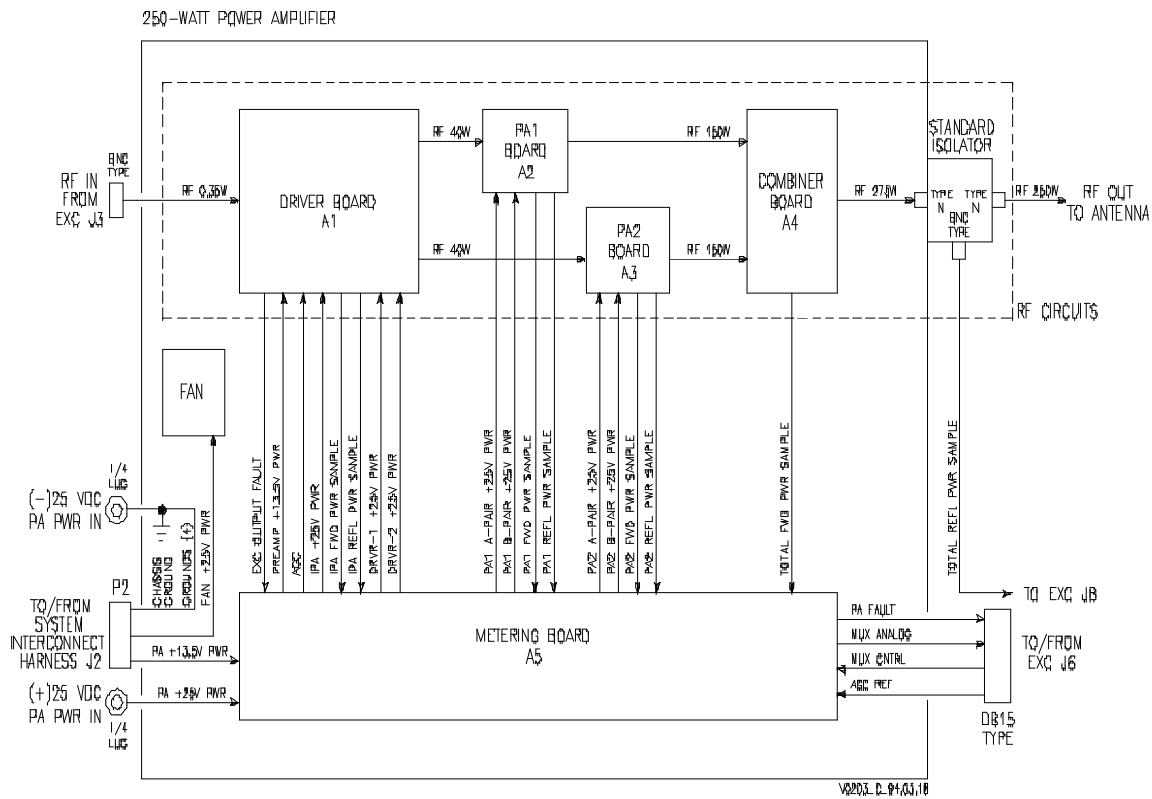 250-WATT POWER AMPLIFIER
RF IN
FROM
EXC J3
BNC
TYPE
RF 0.35W
DRIVER BOARD
A1
RF 40W
RF 40W
PA1
BOARD
A2
PA2
BOARD
A3
RF 150W
RF 150W
COMBINER
BOARD
A4
RF 275W
STANDARD
ISOLATOR
TYPE
N
TYPE
N
BNC
TYPE
RF 250W
RF OUT
TO ANTENNA
RF CIRCUITS
FAN
1/4
LUG
(-)25 VDC
PA PWR IN
CHASSIS
GROUND
GROUNDS (4)
FAN +25V PWR
EXC OUTPUT FAULT
PREAMP +13.5V PWR
AGC
IPA +25V PWR
IPA FWD PWR SAMPLE
IPA REFL PWR SAMPLE
DRVR-1 +25V PWR
DRVR-2 +25V PWR
PA1 A-PAIR +25V PWR
PA1 B-PAIR +25V PWR
PA1 FWD PWR SAMPLE
PA1 REFL PWR SAMPLE
PA2 A-PAIR +25V PWR
PA2 B-PAIR +25V PWR
PA2 FWD PWR SAMPLE
PA2 REFL PWR SAMPLE
TOTAL FWD PWR SAMPLE
TOTAL REFL PWR SAMPLE
P2
TO/FROM
SYSTEM
INTERCONNECT
HARNESS J2
PA +13.5V PWR
(+)25 VDC
PA PWR IN
1/4
LUG
PA +25V PWR
METERING BOARD
A5
PA FAULT
MUX ANALOG
MUX CNTRL
AGC REF
TO EXC J8
TO/FROM
EXC J6
DB15
TYPE